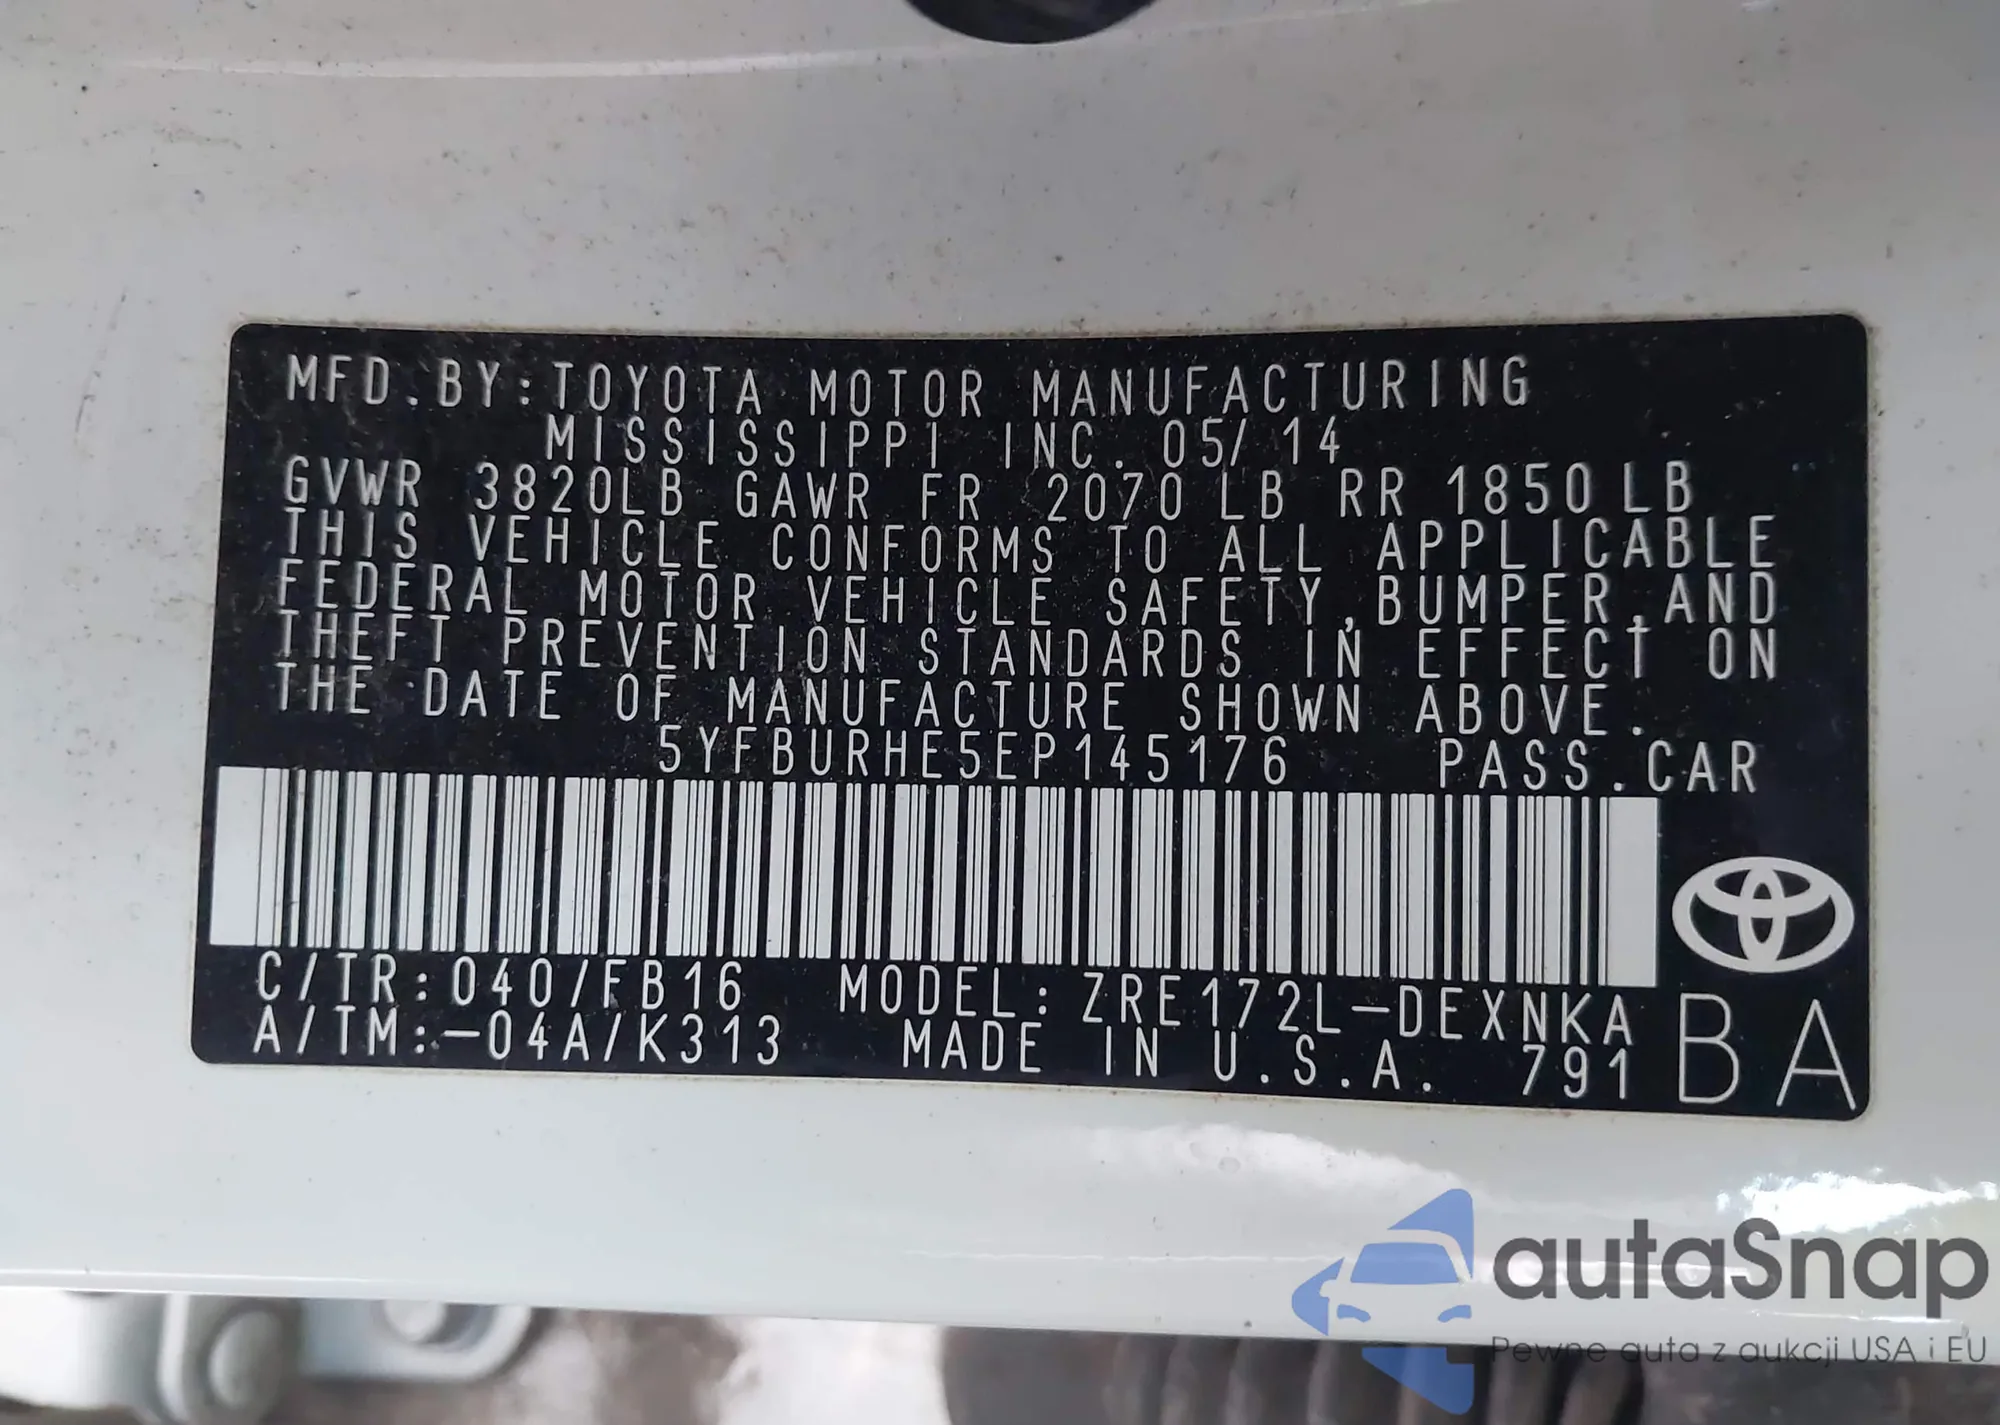 MFD.BY:TOYOTA MOTOR MANUFACTURING
MISSISSIPPI INC. 05/14
GVWR 3820LB GAWR FR 2070 LB RR 1850LB
THIS VEHICLE CONFORMS TO ALL APPLICABLE
FEDERAL MOTOR VEHICLE SAFETY,BUMPER,AND
THEFT PREVENTION STANDARDS IN EFFECT ON
THE DATE OF MANUFACTURE SHOWN ABOVE.
5YFBURHE5EP145176 PASS.CAR
C/TR:040/FB16 MODEL:ZRE172L-DEXNKA
A/TM:-04A/K313 MADE IN U.S.A. 791
BA
autaSnap
Pewne auta z aukcji USA i EU